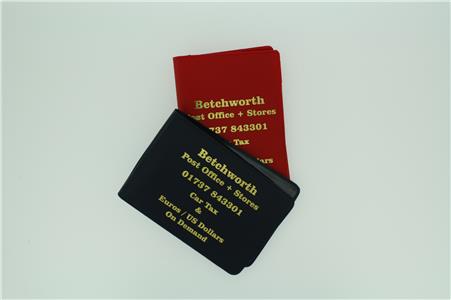 Betchworth
Post Office + Stores
01737 843301
Car Tax
&
Euros / US Dollars
On Demand
Betchworth
Post Office + Stores
737 843301
Tax